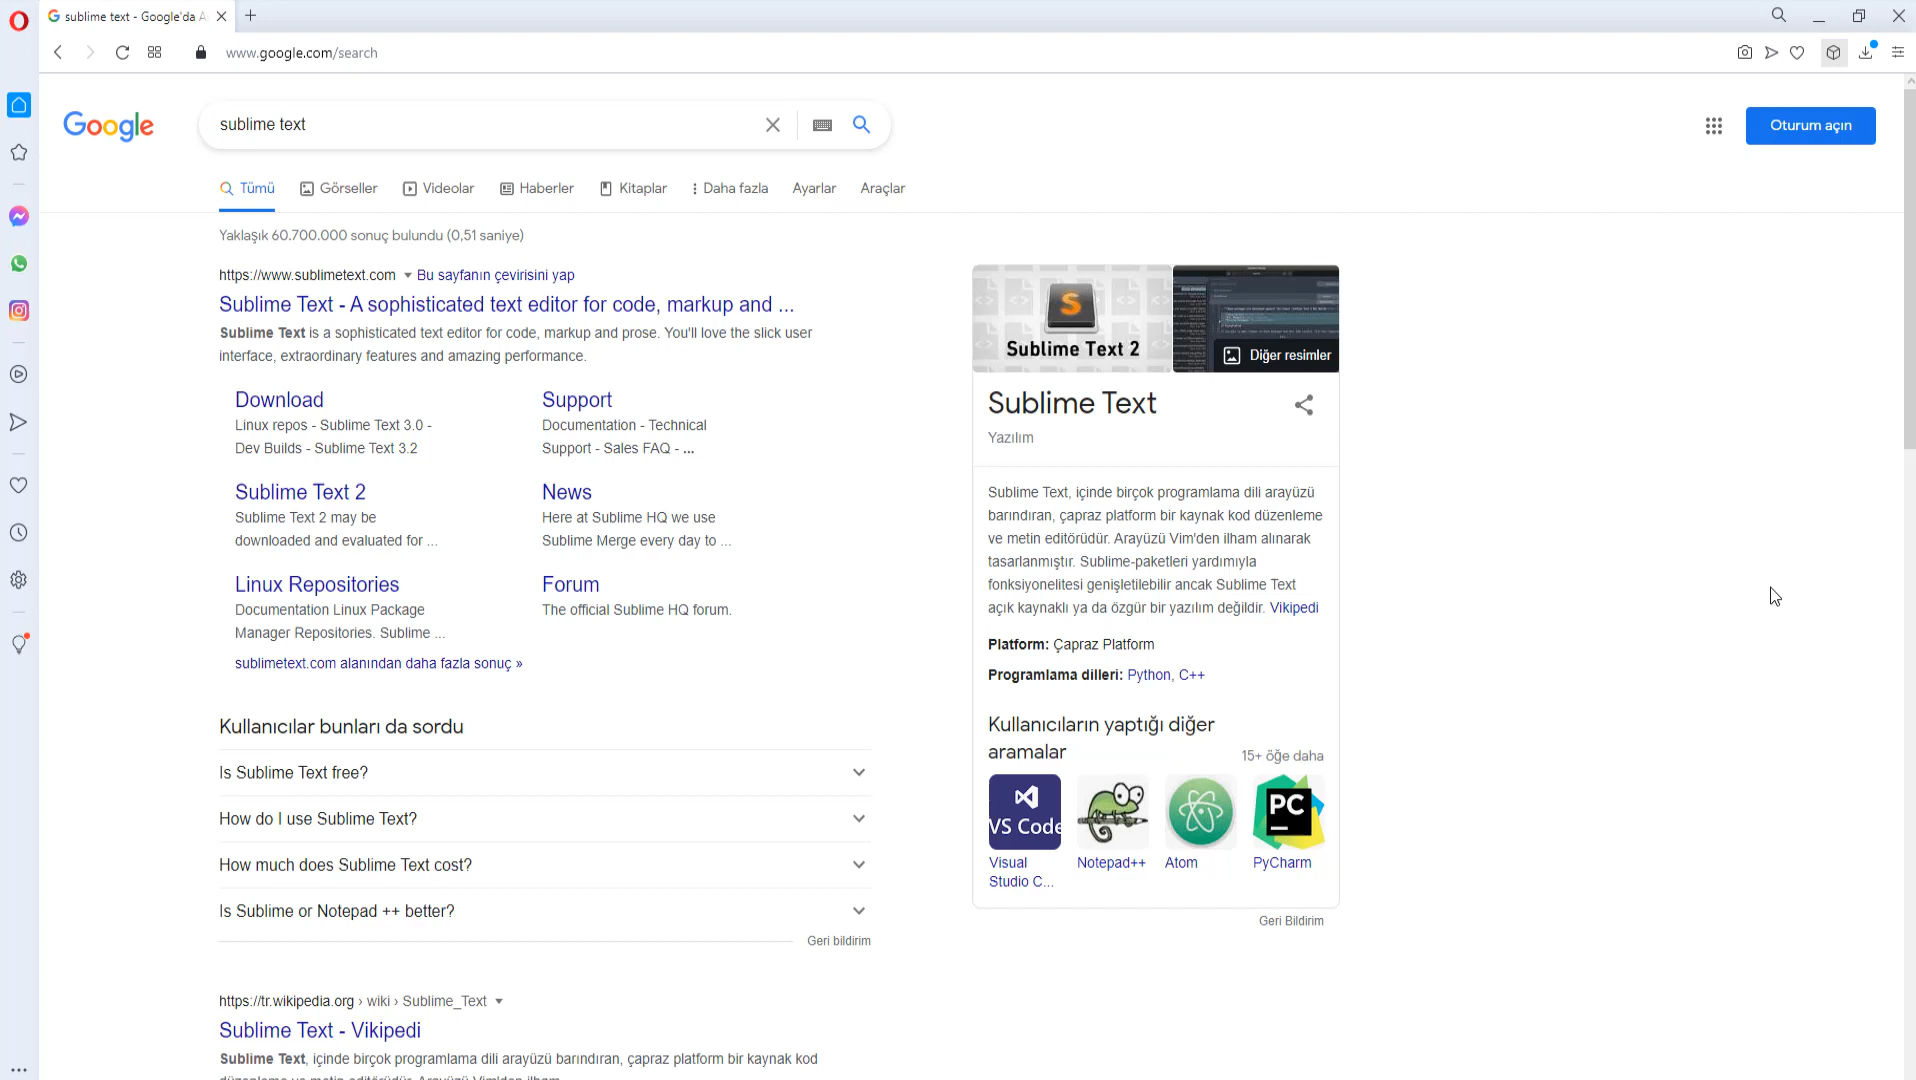 sublime text - Google'da A
www.google.com/search
Google
sublime text
Oturum açın
Tümü
Görseller
Videolar
Haberler
Kitaplar
Daha fazla
Ayarlar
Araçlar
Yaklaşık 60.700.000 sonuç bulundu (0,51 saniye)
https://www.sublimetext.com Bu sayfanın çevirisini yap
Sublime Text - A sophisticated text editor for code, markup and ...
Sublime Text is a sophisticated text editor for code, markup and prose. You'll love the slick user
interface, extraordinary features and amazing performance.
Download
Linux repos - Sublime Text 3.0 -
Dev Builds - Sublime Text 3.2
Support
Documentation - Technical
Support - Sales FAQ - ...
Sublime Text 2
Sublime Text 2 may be
downloaded and evaluated for ...
News
Here at Sublime HQ we use
Sublime Merge every day to ...
Linux Repositories
Documentation Linux Package
Manager Repositories. Sublime ...
Forum
The official Sublime HQ forum.
sublimetext.com alanından daha fazla sonuç »
Kullanıcılar bunları da sordu
Is Sublime Text free?
How do I use Sublime Text?
How much does Sublime Text cost?
Is Sublime or Notepad ++ better?
Geri bildirim
https://tr.wikipedia.org › wiki › Sublime_Text
Sublime Text - Vikipedi
Sublime Text, içinde birçok programlama dili arayüzü barındıran, çapraz platform bir kaynak kod
düzenleme ve metin editörüdür. Arayüzü Vim'den ilham
Sublime Text 2
Diğer resimler
Sublime Text
Yazılım
Sublime Text, içinde birçok programlama dili arayüzü
barındıran, çapraz platform bir kaynak kod düzenleme
ve metin editörüdür. Arayüzü Vim'den ilham alınarak
tasarlanmıştır. Sublime-paketleri yardımıyla
fonksiyonelitesi genişletilebilir ancak Sublime Text
açık kaynaklı ya da özgür bir yazılım değildir. Vikipedi
Platform: Çapraz Platform
Programlama dilleri: Python, C++
Kullanıcıların yaptığı diğer
aramalar
15+ öğe daha
VS Code
PC
Visual
Studio C...
Notepad++
Atom
PyCharm
Geri Bildirim